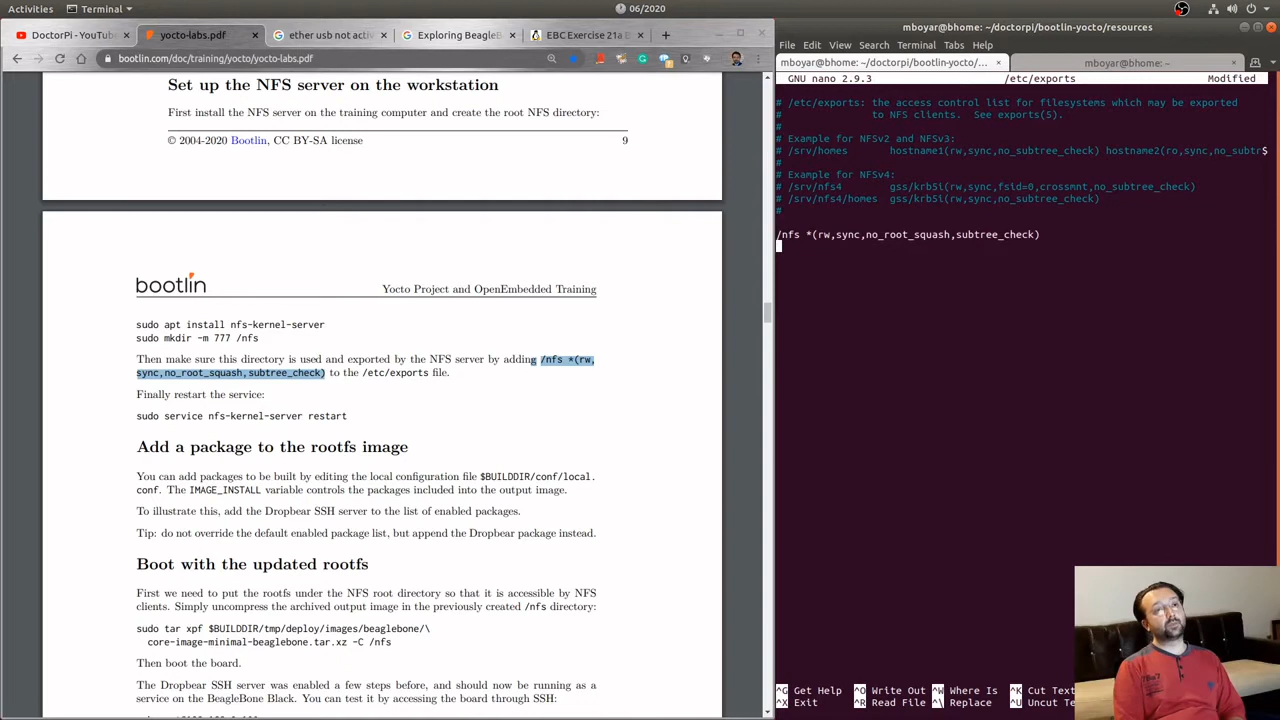 Activities
Terminal
06/2020
DoctorPi - YouTube
yocto-labs.pdf
ether usb not activ
Exploring BeagleB
EBC Exercise 21a B
bootlin.com/doc/tutorial/yocto/yocto-labs.pdf
Set up the NFS server on the workstation
First install the NFS server on the training computer and create the root NFS directory:
© 2004-2020 Bootlin, CC BY-SA license
9
bootlin
Yocto Project and OpenEmbedded Training
sudo apt install nfs-kernel-server
sudo mkdir -m 777 /nfs
Then make sure this directory is used and exported by the NFS server by adding /nfs *(rw,
sync,no_root_squash,subtree_check) to the /etc/exports file.
Finally restart the service:
sudo service nfs-kernel-server restart
Add a package to the rootfs image
You can add packages to be built by editing the local configuration file $BUILDDIR/conf/local.
conf. The IMAGE_INSTALL variable controls the packages included into the output image.
To illustrate this, add the Dropbear SSH server to the list of enabled packages.
Tip: do not override the default enabled package list, but append the Dropbear package instead.
Boot with the updated rootfs
First we need to put the rootfs under the NFS root directory so that it is accessible by NFS
clients. Simply uncompress the archived output image in the previously created /nfs directory:
sudo tar xpf $BUILDDIR/tmp/deploy/images/beaglebone/\
core-image-minimal-beaglebone.tar.xz -C /nfs
Then boot the board.
The Dropbear SSH server was enabled a few steps before, and should now be running as a
service on the BeagleBone Black. You can test it by accessing the board through SSH:
mboyar@bhome: ~/doctorpi/bootlin-yocto/resources
File Edit View Search Terminal Tabs Help
mboyar@bhome: ~/doctorpi/bootlin-yocto/...
mboyar@bhome: ~
GNU nano 2.9.3 /etc/exports Modified
# /etc/exports: the access control list for filesystems which may be exported
# to NFS clients. See exports(5).
#
# Example for NFSv2 and NFSv3:
# /srv/homes hostname1(rw,sync,no_subtree_check) hostname2(ro,sync,no_subtr$
#
# Example for NFSv4:
# /srv/nfs4 gss/krb5i(rw,sync,fsid=0,crossmnt,no_subtree_check)
# /srv/nfs4/homes gss/krb5i(rw,sync,no_subtree_check)
#
/nfs *(rw,sync,no_root_squash,subtree_check)
^G Get Help ^O Write Out ^W Where Is ^K Cut Text
^X Exit ^R Read File ^\ Replace ^U Uncut Te